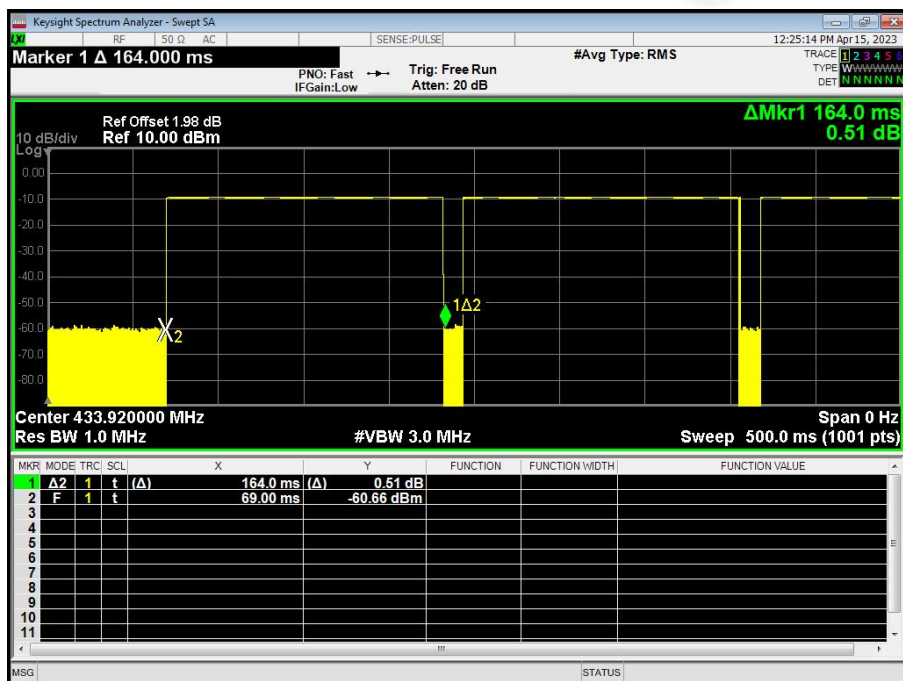 Keysight Spectrum Analyzer - Swept SA
LXI RF 50 Ω AC SENSE:PULSE 12:25:14 PM Apr 15, 2023
Marker 1 Δ 164.000 ms #Avg Type: RMS TRACE 1 2 3 4 5 6
PNO: Fast Trig: Free Run TYPE WWWWWW
IFGain:Low Atten: 20 dB DET N N N N N N
ΔMkr1 164.0 ms
Ref Offset 1.98 dB 0.51 dB
10 dB/div Ref 10.00 dBm
Log
0.00
-10.0
-20.0
-30.0
-40.0
-50.0
1Δ2
-60.0
2
-70.0
-80.0
Center 433.920000 MHz Span 0 Hz
Res BW 1.0 MHz #VBW 3.0 MHz Sweep 500.0 ms (1001 pts)
MKR MODE TRC SCL X Y FUNCTION FUNCTION WIDTH FUNCTION VALUE
1 Δ2 1 t (Δ) 164.0 ms (Δ) 0.51 dB
2 F 1 t 69.00 ms -60.66 dBm
3
4
5
6
7
8
9
10
11
MSG STATUS